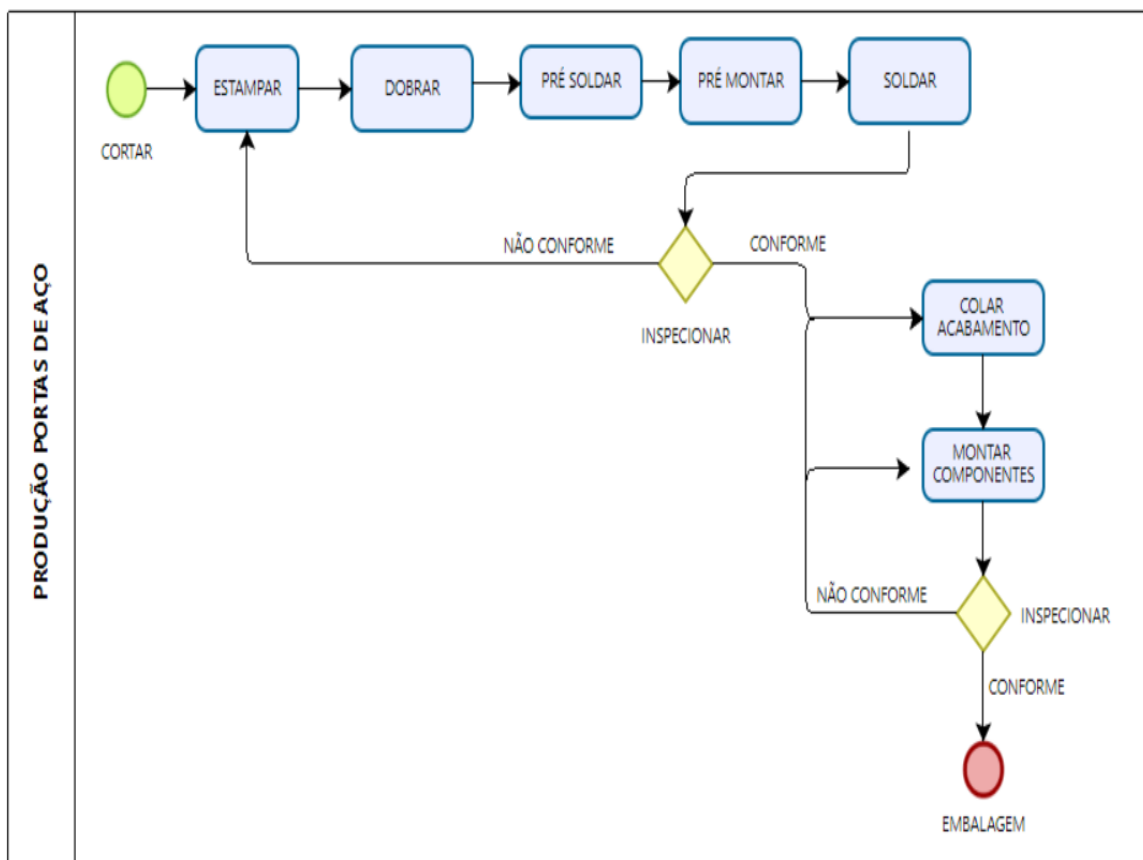 PRODUÇÃO PORTAS DE AÇO
CORTAR
ESTAMPAR
DOBRAR
PRÉ SOLDAR
PRÉ MONTAR
SOLDAR
NÃO CONFORME
CONFORME
INSPECIONAR
COLAR
ACABAMENTO
MONTAR
COMPONENTES
NÃO CONFORME
INSPECIONAR
CONFORME
EMBALAGEM